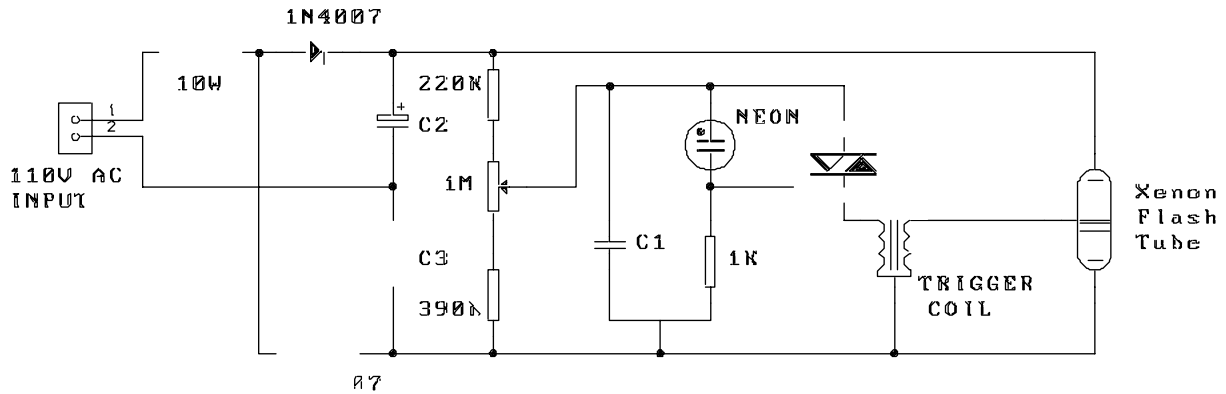 1N4007
10W
220K
C2
NEON
1
2
110V AC
INPUT
1M
Xenon
Flash
Tube
C1
C3
1K
TRIGGER
COIL
07